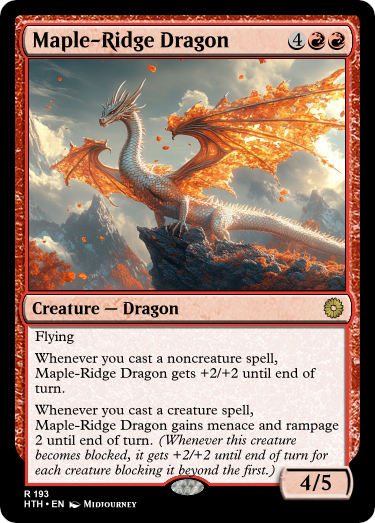 Maple-Ridge Dragon 4
Creature — Dragon
Flying
Whenever you cast a noncreature spell,
Maple-Ridge Dragon gets +2/+2 until end of
turn.
Whenever you cast a creature spell,
Maple-Ridge Dragon gains menace and rampage
2 until end of turn. (Whenever this creature
becomes blocked, it gets +2/+2 until end of turn for
each creature blocking it beyond the first.)
4/5
R 193
HTH • EN Midjourney